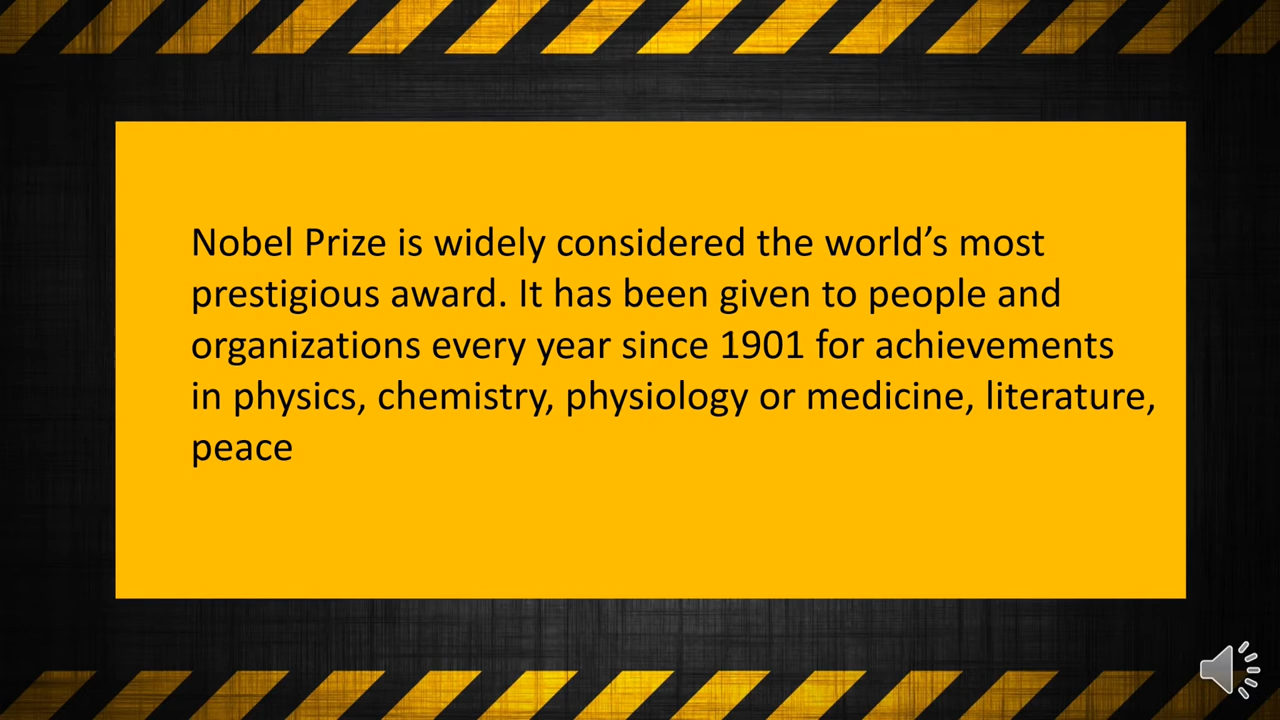 Nobel Prize is widely considered the world’s most
prestigious award. It has been given to people and
organizations every year since 1901 for achievements
in physics, chemistry, physiology or medicine, literature,
peace